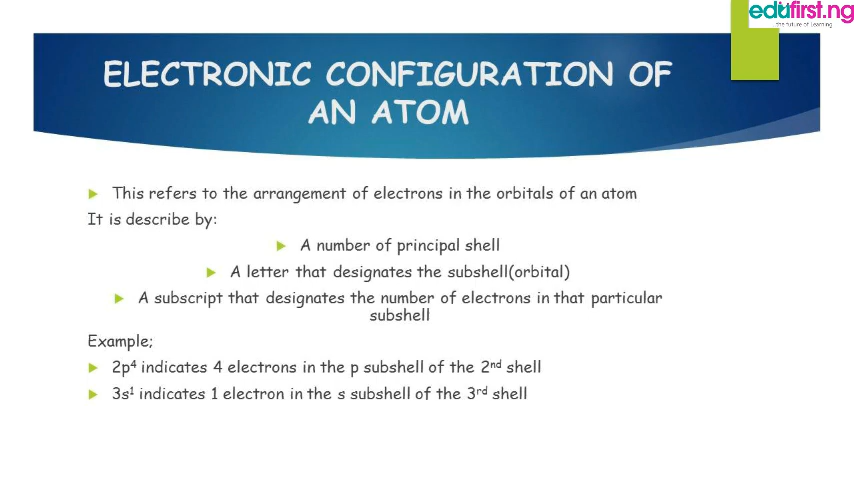 edufirst.ng
the future of Learning
ELECTRONIC CONFIGURATION OF
AN ATOM
This refers to the arrangement of electrons in the orbitals of an atom
It is describe by:
A number of principal shell
A letter that designates the subshell(orbital)
A subscript that designates the number of electrons in that particular
subshell
Example;
2p⁴ indicates 4 electrons in the p subshell of the 2ⁿᵈ shell
3s¹ indicates 1 electron in the s subshell of the 3ʳᵈ shell